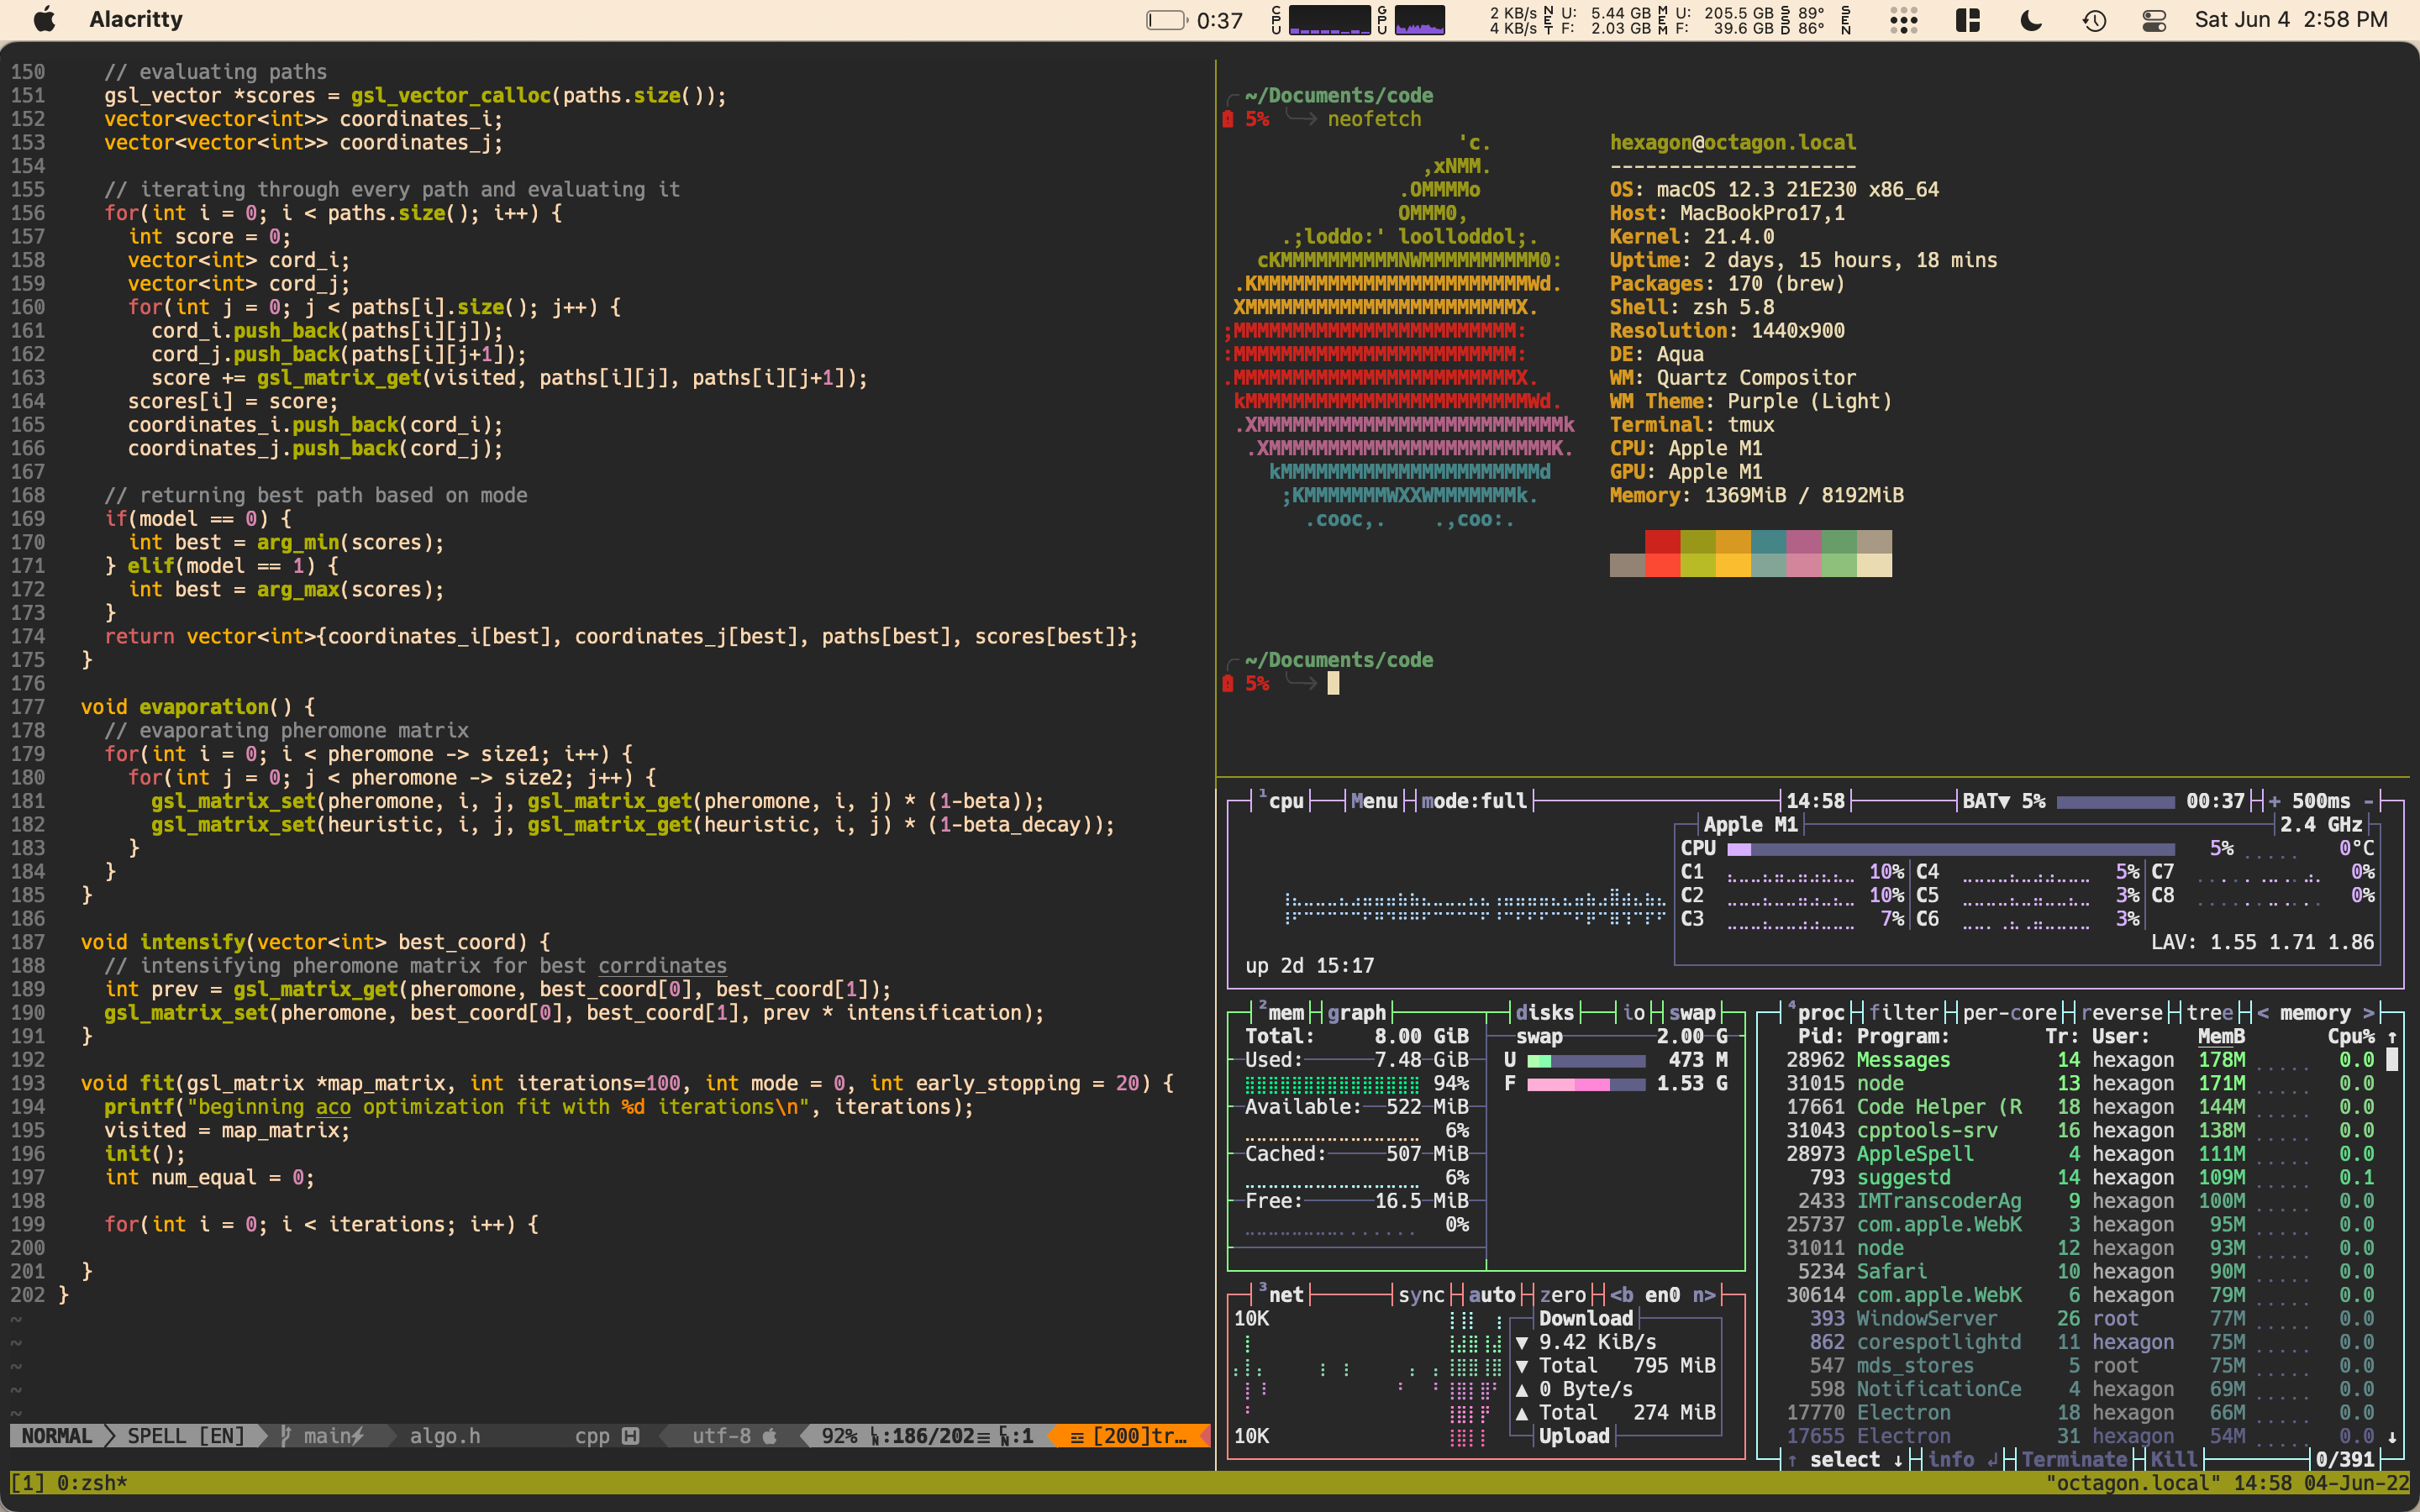 Alacritty
0:37
CPU
GPU
2 KB/s
4 KB/s
NET
U: 5.44 GB
F: 2.03 GB
MEM
U: 205.5 GB
F: 39.6 GB
SSD
89°
86°
SEN
Sat Jun 4 2:58 PM
150 // evaluating paths
151 gsl_vector *scores = gsl_vector_calloc(paths.size());
152 vector<vector<int>> coordinates_i;
153 vector<vector<int>> coordinates_j;
154
155 // iterating through every path and evaluating it
156 for(int i = 0; i < paths.size(); i++) {
157 int score = 0;
158 vector<int> cord_i;
159 vector<int> cord_j;
160 for(int j = 0; j < paths[i].size(); j++) {
161 cord_i.push_back(paths[i][j]);
162 cord_j.push_back(paths[i][j+1]);
163 score += gsl_matrix_get(visited, paths[i][j], paths[i][j+1]);
164 scores[i] = score;
165 coordinates_i.push_back(cord_i);
166 coordinates_j.push_back(cord_j);
167
168 // returning best path based on mode
169 if(model == 0) {
170 int best = arg_min(scores);
171 } elif(model == 1) {
172 int best = arg_max(scores);
173 }
174 return vector<int>{coordinates_i[best], coordinates_j[best], paths[best], scores[best]};
175 }
176
177 void evaporation() {
178 // evaporating pheromone matrix
179 for(int i = 0; i < pheromone -> size1; i++) {
180 for(int j = 0; j < pheromone -> size2; j++) {
181 gsl_matrix_set(pheromone, i, j, gsl_matrix_get(pheromone, i, j) * (1-beta));
182 gsl_matrix_set(heuristic, i, j, gsl_matrix_get(heuristic, i, j) * (1-beta_decay));
183 }
184 }
185 }
186
187 void intensify(vector<int> best_coord) {
188 // intensifying pheromone matrix for best corrdinates
189 int prev = gsl_matrix_get(pheromone, best_coord[0], best_coord[1]);
190 gsl_matrix_set(pheromone, best_coord[0], best_coord[1], prev * intensification);
191 }
192
193 void fit(gsl_matrix *map_matrix, int iterations=100, int mode = 0, int early_stopping = 20) {
194 printf("beginning aco optimization fit with %d iterations\n", iterations);
195 visited = map_matrix;
196 init();
197 int num_equal = 0;
198
199 for(int i = 0; i < iterations; i++) {
200
201 }
202 }
~
~
~
~
~
NORMAL SPELL [EN] main⚡ algo.h cpp H utf-8 92% LN:186/202≡ LN:1 ☲ [200]tr…
~/Documents/code
5% neofetch
'c.
,xNMM.
.OMMMMo
OMMM0,
.;loddo:' loolloddol;.
cKMMMMMMMMMMNWMMMMMMMMMM0:
.KMMMMMMMMMMMMMMMMMMMMMMMWd.
XMMMMMMMMMMMMMMMMMMMMMMMX.
;MMMMMMMMMMMMMMMMMMMMMMMM:
:MMMMMMMMMMMMMMMMMMMMMMMM:
.MMMMMMMMMMMMMMMMMMMMMMMMX.
kMMMMMMMMMMMMMMMMMMMMMMMMWd.
.XMMMMMMMMMMMMMMMMMMMMMMMMMMk
.XMMMMMMMMMMMMMMMMMMMMMMMMK.
kMMMMMMMMMMMMMMMMMMMMMMd
;KMMMMMMMWXXWMMMMMMMk.
.cooc,. .,coo:.
hexagon@octagon.local
---------------------
OS: macOS 12.3 21E230 x86_64
Host: MacBookPro17,1
Kernel: 21.4.0
Uptime: 2 days, 15 hours, 18 mins
Packages: 170 (brew)
Shell: zsh 5.8
Resolution: 1440x900
DE: Aqua
WM: Quartz Compositor
WM Theme: Purple (Light)
Terminal: tmux
CPU: Apple M1
GPU: Apple M1
Memory: 1369MiB / 8192MiB
~/Documents/code
5%
¹cpu Menu mode:full 14:58 BAT▼ 5% 00:37 + 500ms -
Apple M1 2.4 GHz
CPU 5% 0°C
C1 10% C4 5% C7 0%
C2 10% C5 3% C8 0%
C3 7% C6 3%
LAV: 1.55 1.71 1.86
up 2d 15:17
²mem graph disks io swap
Total: 8.00 GiB
Used: 7.48 GiB
94%
Available: 522 MiB
6%
Cached: 507 MiB
6%
Free: 16.5 MiB
0%
swap 2.00 G
U 473 M
F 1.53 G
³net sync auto zero <b en0 n>
10K
10K
Download
▼ 9.42 KiB/s
▼ Total 795 MiB
▲ 0 Byte/s
▲ Total 274 MiB
Upload
⁴proc filter per-core reverse tree < memory >
Pid: Program: Tr: User: MemB Cpu% ↑
28962 Messages 14 hexagon 178M 0.0
31015 node 13 hexagon 171M 0.0
17661 Code Helper (R 18 hexagon 144M 0.0
31043 cpptools-srv 16 hexagon 138M 0.0
28973 AppleSpell 4 hexagon 111M 0.0
793 suggestd 14 hexagon 109M 0.1
2433 IMTranscoderAg 9 hexagon 100M 0.0
25737 com.apple.WebK 3 hexagon 95M 0.0
31011 node 12 hexagon 93M 0.0
5234 Safari 10 hexagon 90M 0.0
30614 com.apple.WebK 6 hexagon 79M 0.0
393 WindowServer 26 root 77M 0.0
862 corespotlightd 11 hexagon 75M 0.0
547 mds_stores 5 root 75M 0.0
598 NotificationCe 4 hexagon 69M 0.0
17770 Electron 18 hexagon 66M 0.0
17655 Electron 31 hexagon 54M 0.0 ↓
↑ select ↓ info ↲ Terminate Kill 0/391
[1] 0:zsh* "octagon.local" 14:58 04-Jun-22